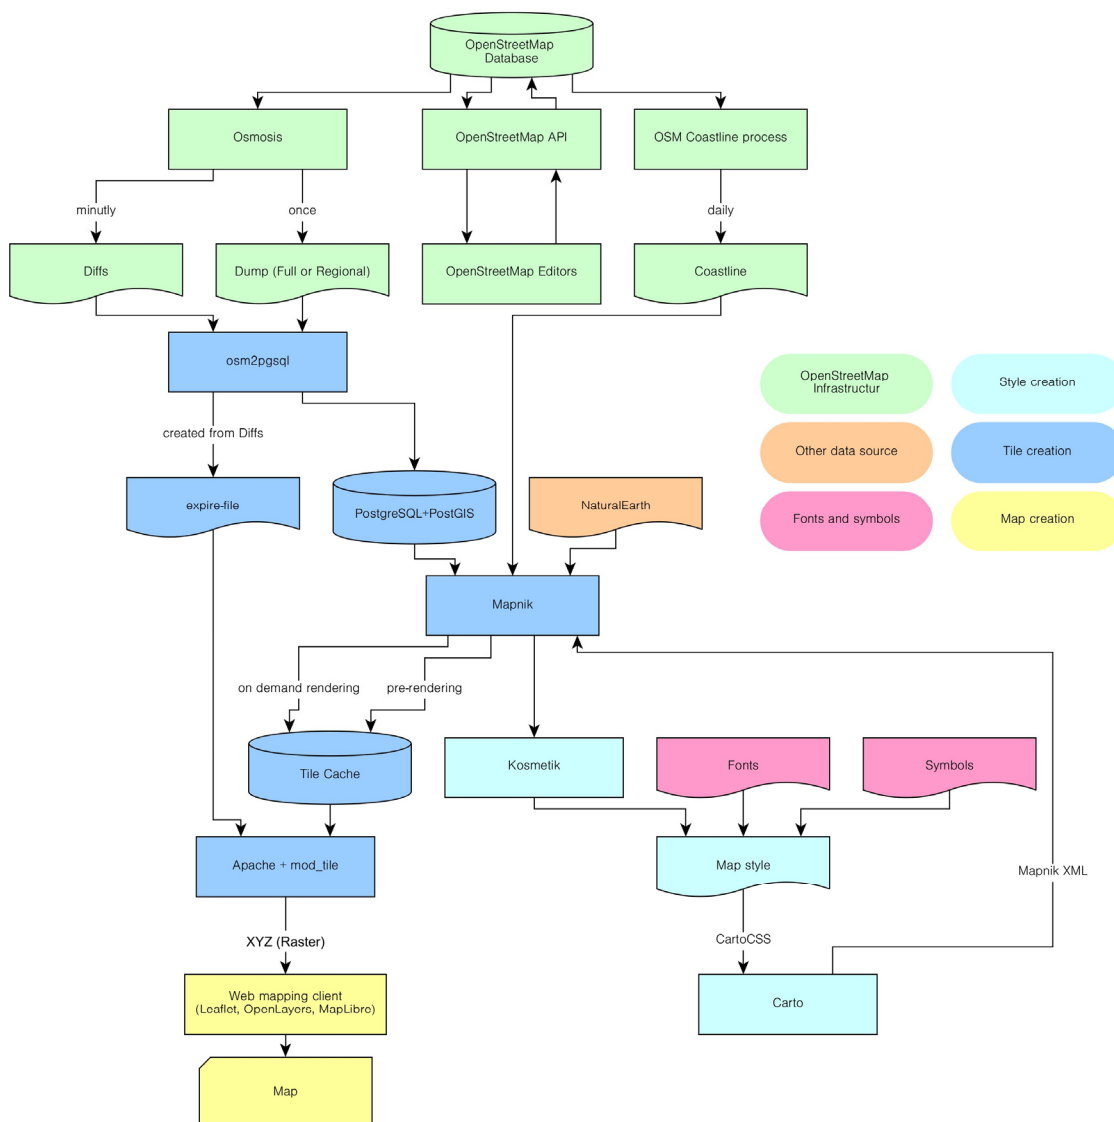 OpenStreetMap
Database
Osmosis
OpenStreetMap API
OSM Coastline process
minutly
once
daily
Diffs
Dump (Full or Regional)
OpenStreetMap Editors
Coastline
osm2pgsql
OpenStreetMap
Infrastructur
Style creation
created from Diffs
Other data source
Tile creation
expire-file
PostgreSQL+PostGIS
NaturalEarth
Fonts and symbols
Map creation
Mapnik
on demand rendering
pre-rendering
Tile Cache
Kosmetik
Fonts
Symbols
Apache + mod_tile
Map style
Mapnik XML
XYZ (Raster)
CartoCSS
Web mapping client
(Leaflet, OpenLayers, MapLibre)
Carto
Map